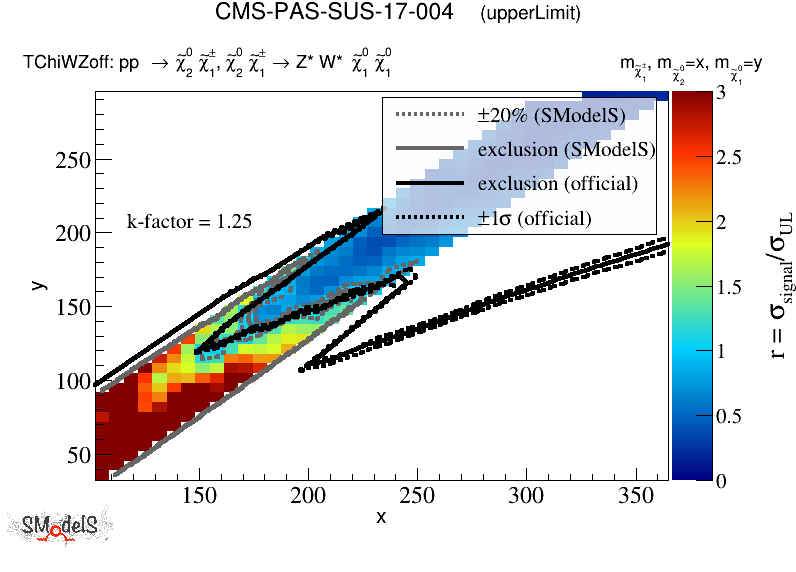 CMS-PAS-SUS-17-004 (upperLimit)
TChiWZoff: pp → χ̃⁰₂ χ̃±₁, χ̃⁰₂ χ̃±₁ → Z* W* χ̃⁰₁ χ̃⁰₁
m_χ̃±₁, m_χ̃⁰₂=x, m_χ̃⁰₁=y
±20% (SModelS)
exclusion (SModelS)
exclusion (official)
±1σ (official)
k-factor = 1.25
y
250
200
150
100
50
150 200 250 300 350
x
3
2.5
2
1.5
1
0.5
0
r = σ_signal/σ_UL
SModelS